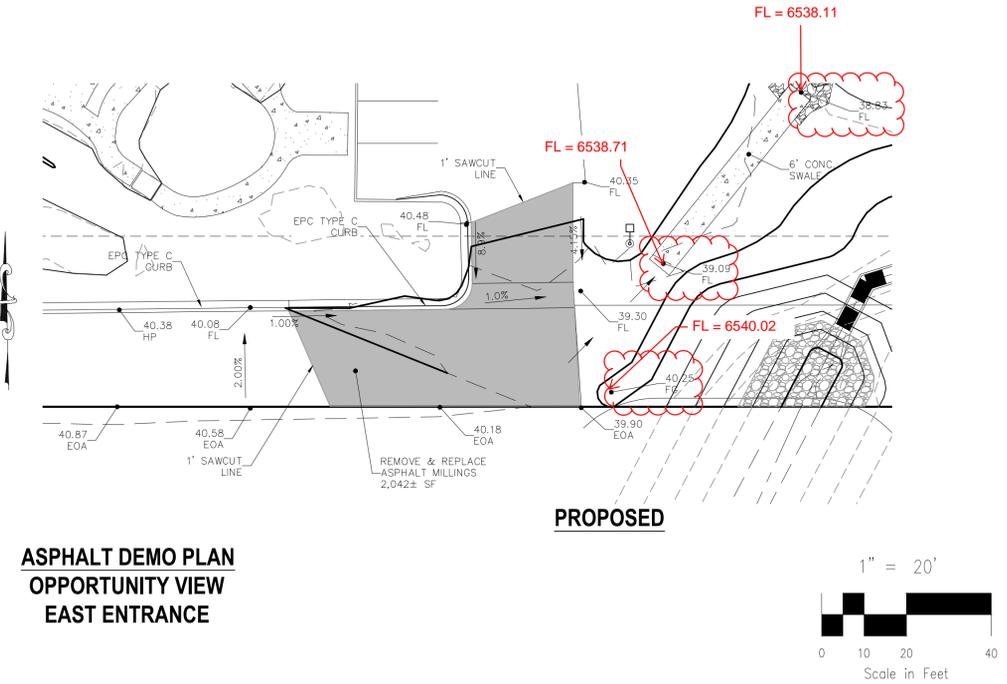 FL = 6538.11
38.83
FL
FL = 6538.71
1' SAWCUT
LINE
6' CONC
SWALE
40.35
FL
40.48
FL
EPC TYPE C
CURB
8.9%
4.15%
EPC TYPE C
CURB
39.09
FL
1.0%
40.38
HP
40.08
FL
1.00%
39.30
FL
FL = 6540.02
2.00%
40.25
FG
40.87
EOA
40.58
EOA
40.18
EOA
39.90
EOA
1' SAWCUT
LINE
REMOVE & REPLACE
ASPHALT MILLINGS
2,042± SF
PROPOSED
ASPHALT DEMO PLAN
OPPORTUNITY VIEW
EAST ENTRANCE
1" = 20'
0 10 20 40
Scale in Feet